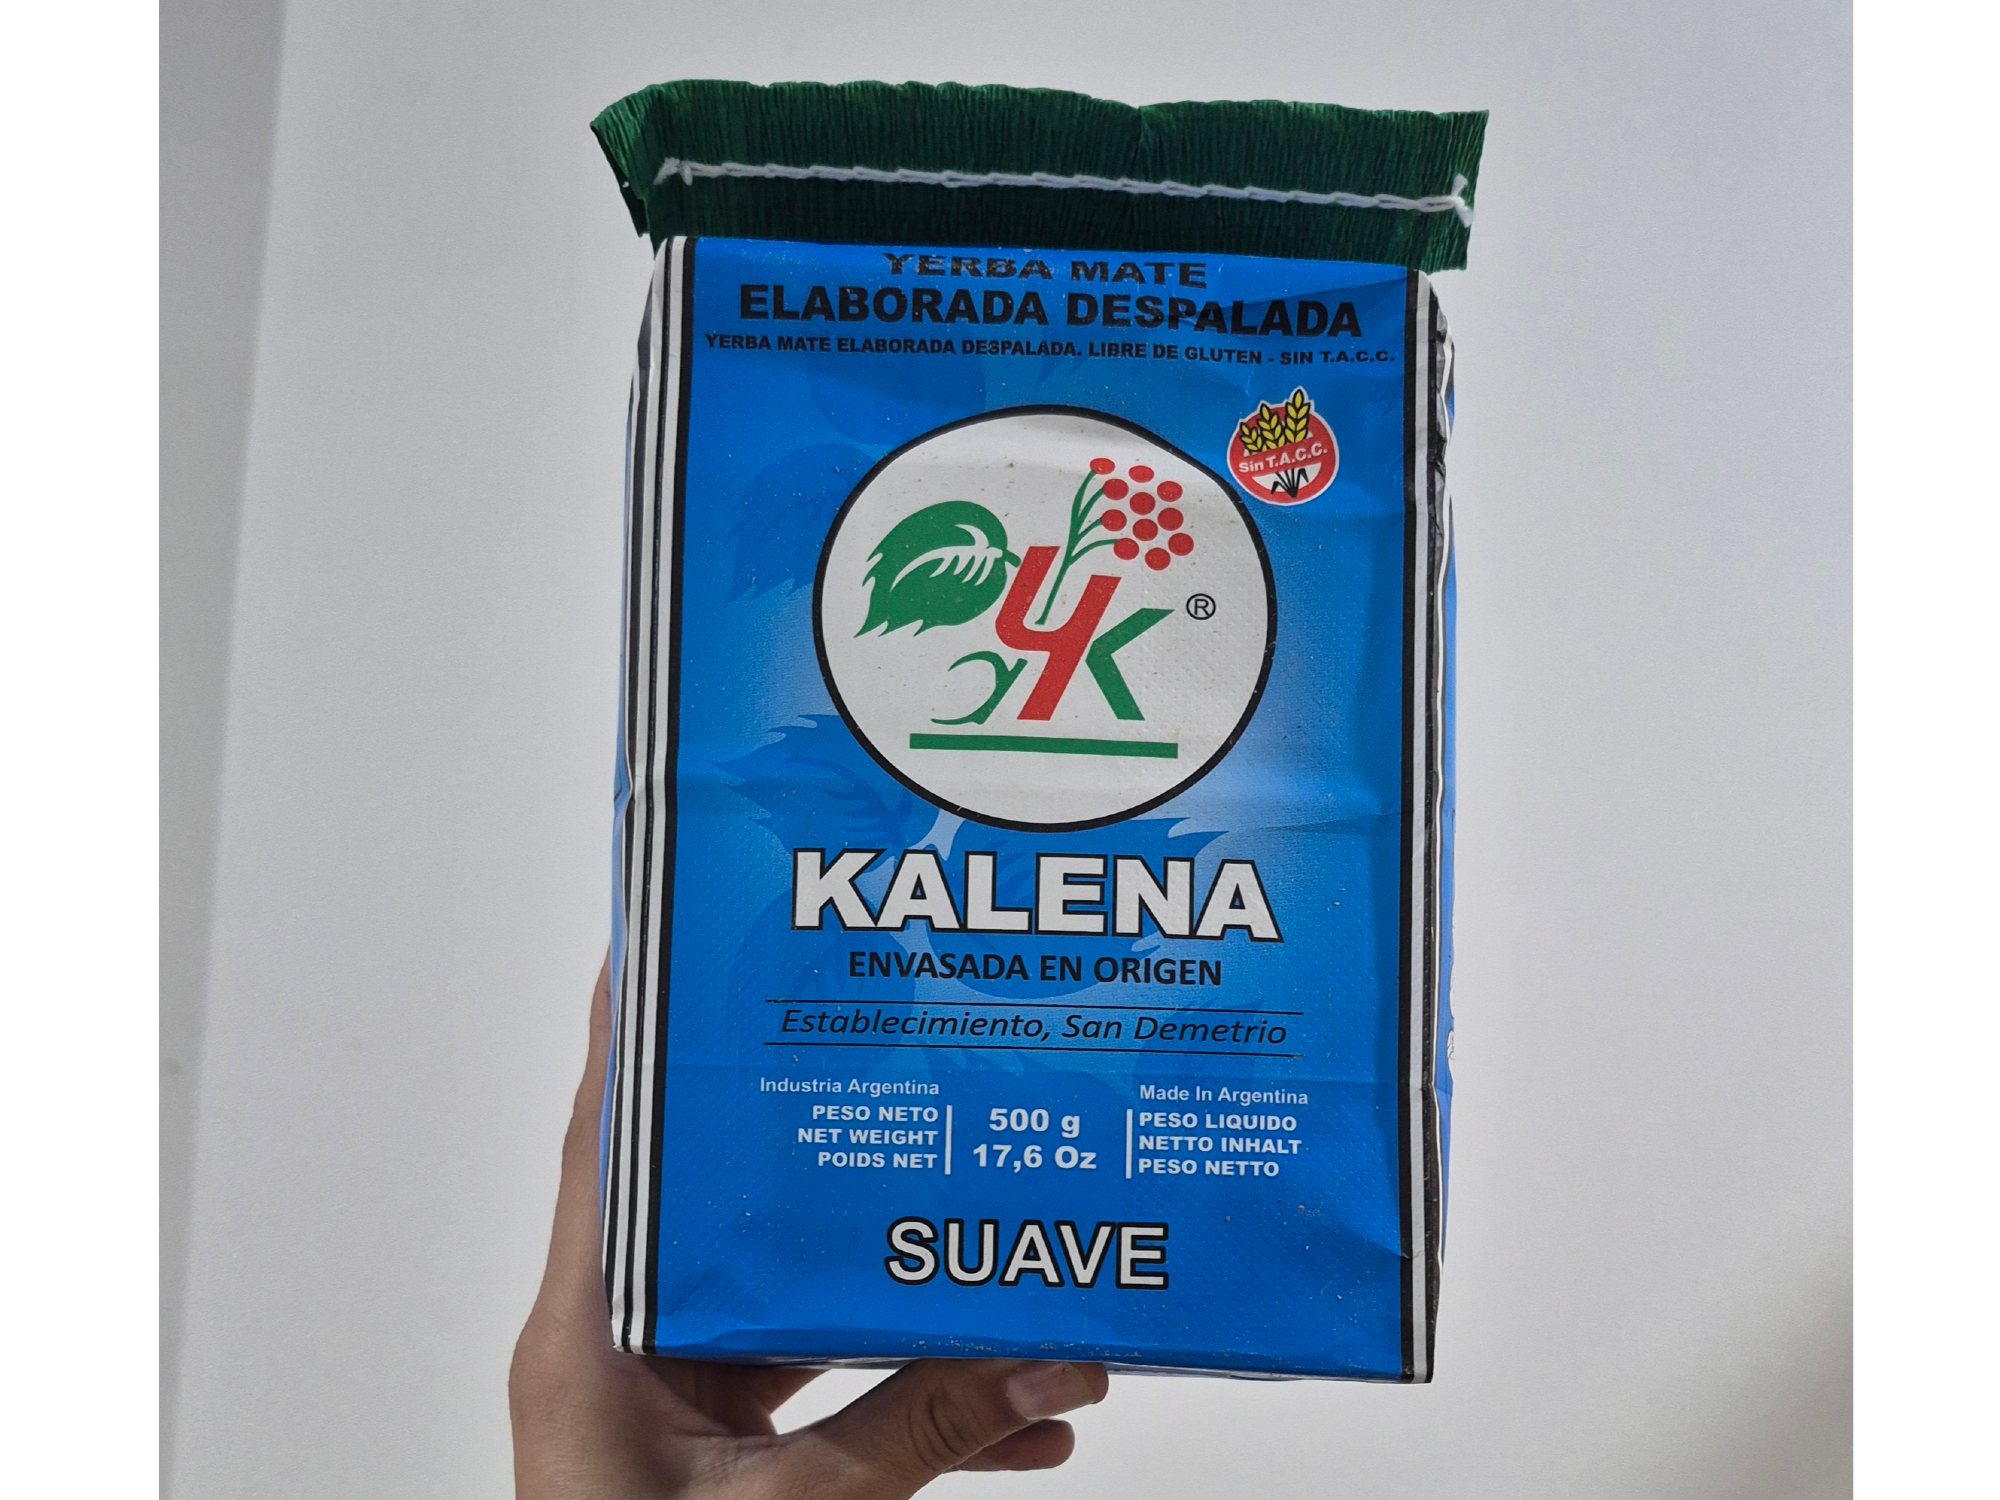 YERBA MATE
ELABORADA DESPALADA
YERBA MATE ELABORADA DESPALADA. LIBRE DE GLUTEN - SIN T.A.C.C.
Sin T.A.C.C.
yYK®
KALENA
ENVASADA EN ORIGEN
Establecimiento, San Demetrio
Industria Argentina
PESO NETO
NET WEIGHT
POIDS NET
500 g
17,6 Oz
Made In Argentina
PESO LIQUIDO
NETTO INHALT
PESO NETTO
SUAVE